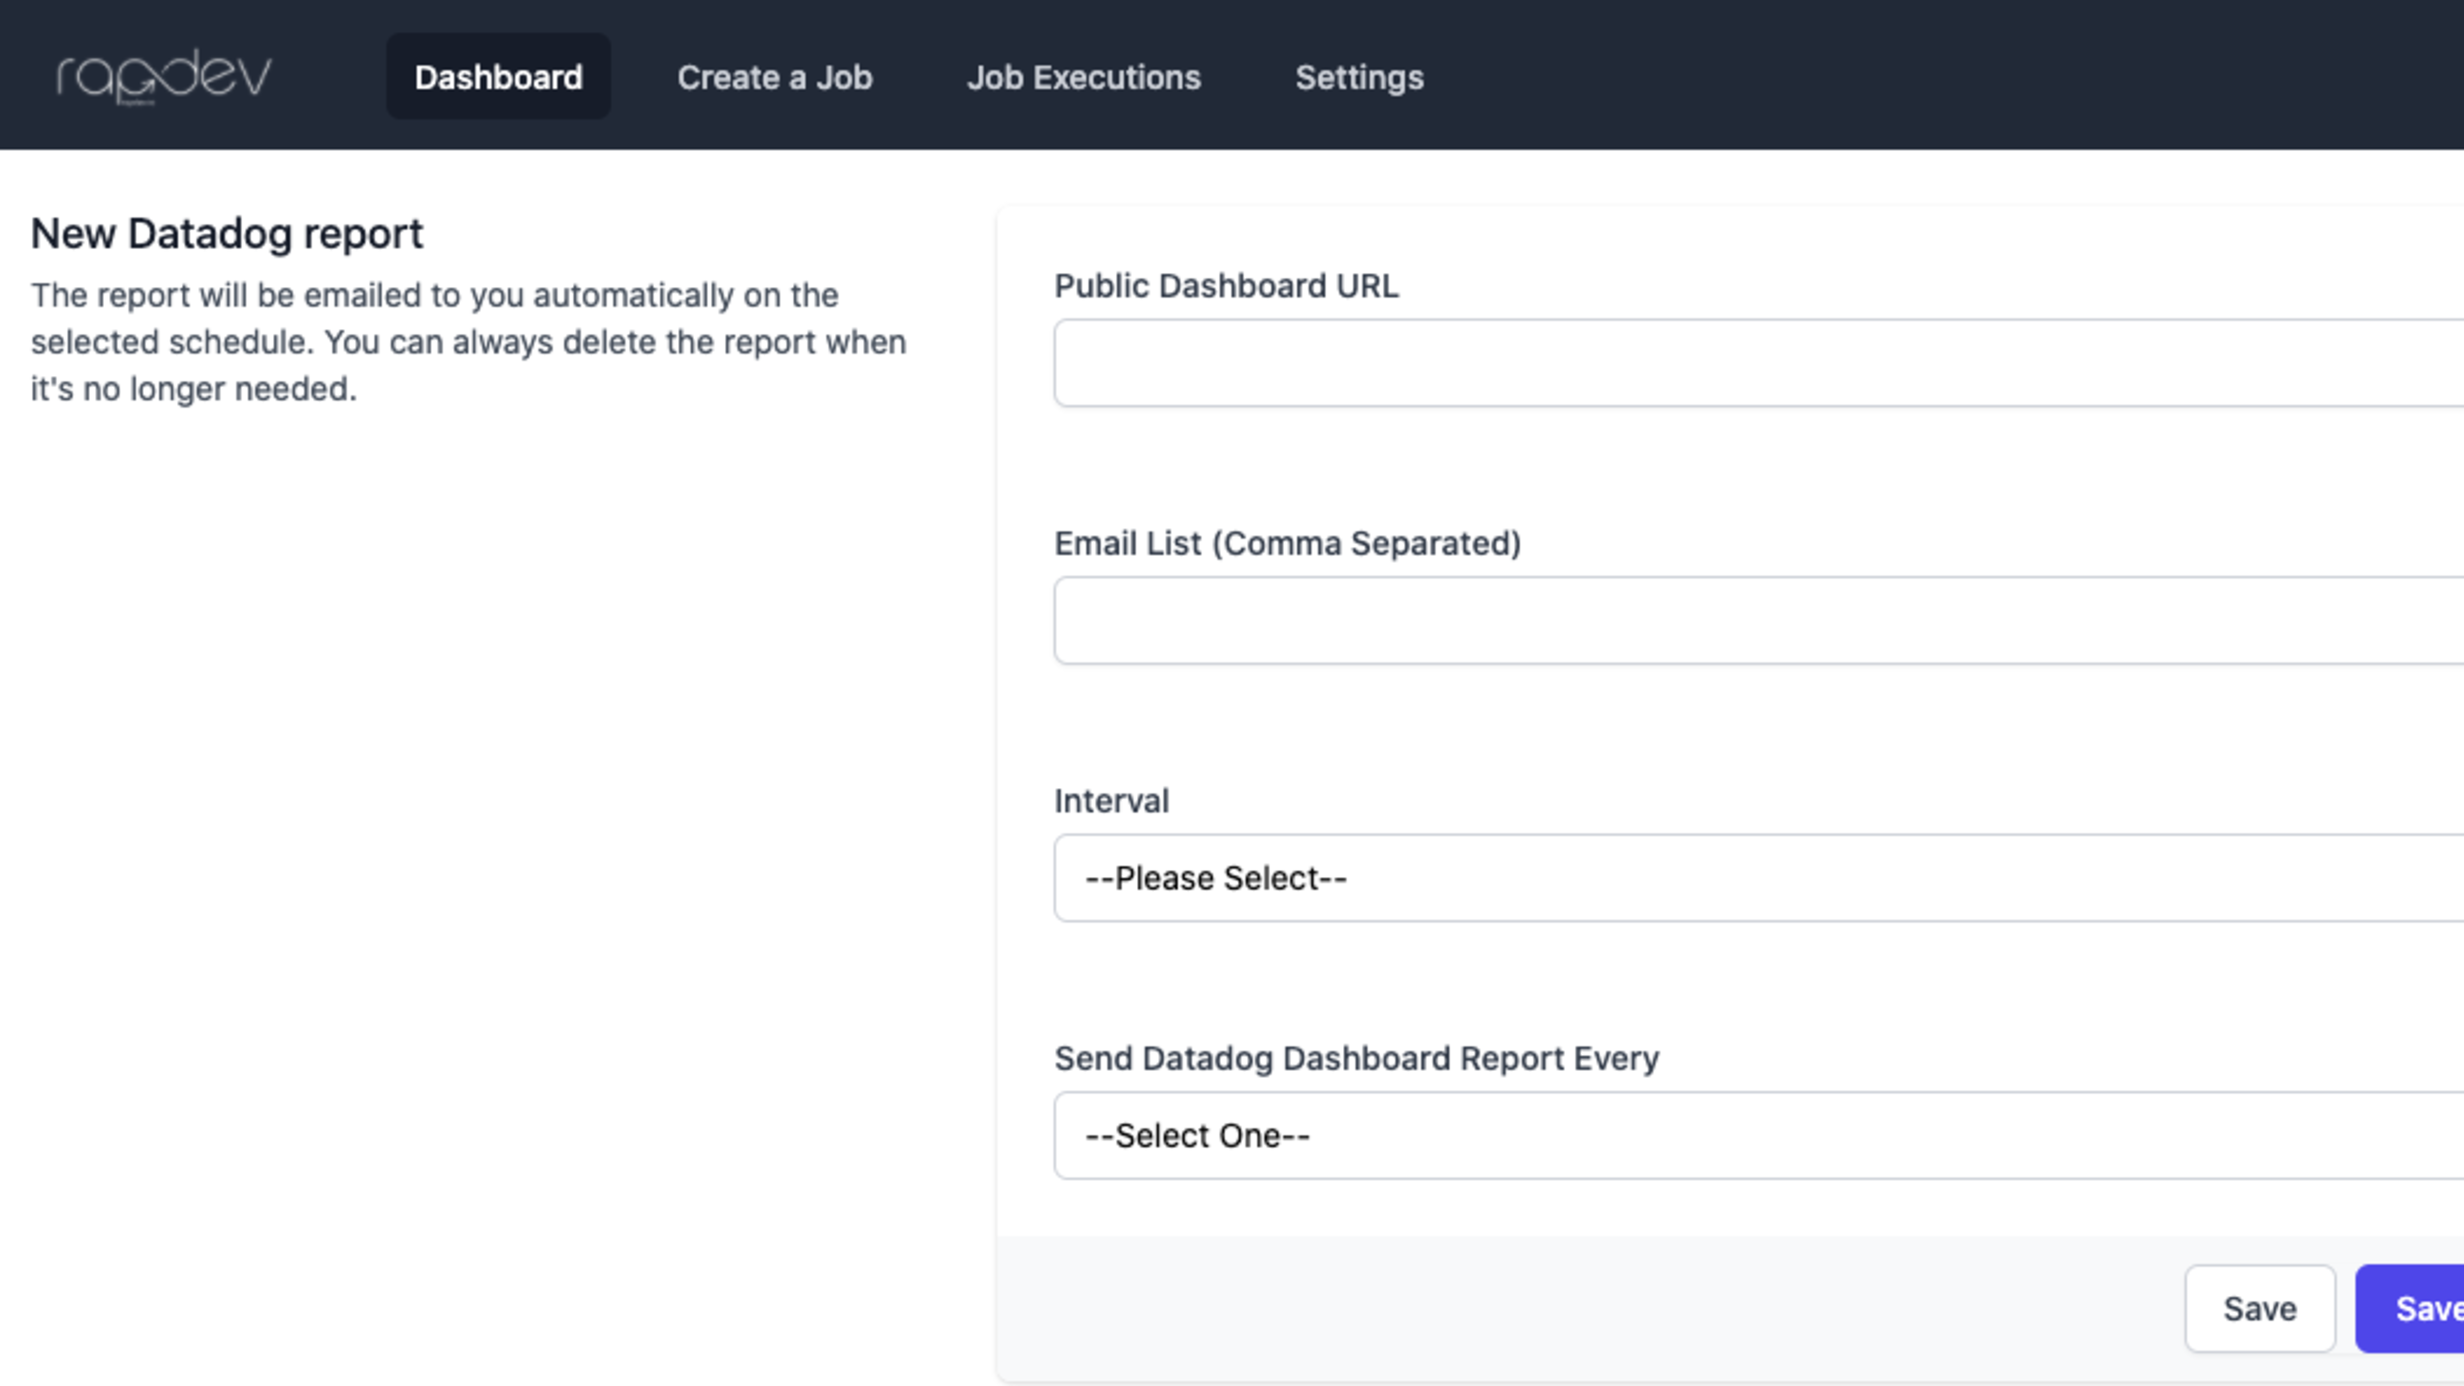 rapdev
Dashboard
Create a Job
Job Executions
Settings
New Datadog report
The report will be emailed to you automatically on the
selected schedule. You can always delete the report when
it's no longer needed.
Public Dashboard URL
Email List (Comma Separated)
Interval
--Please Select--
Send Datadog Dashboard Report Every
--Select One--
Save
Save